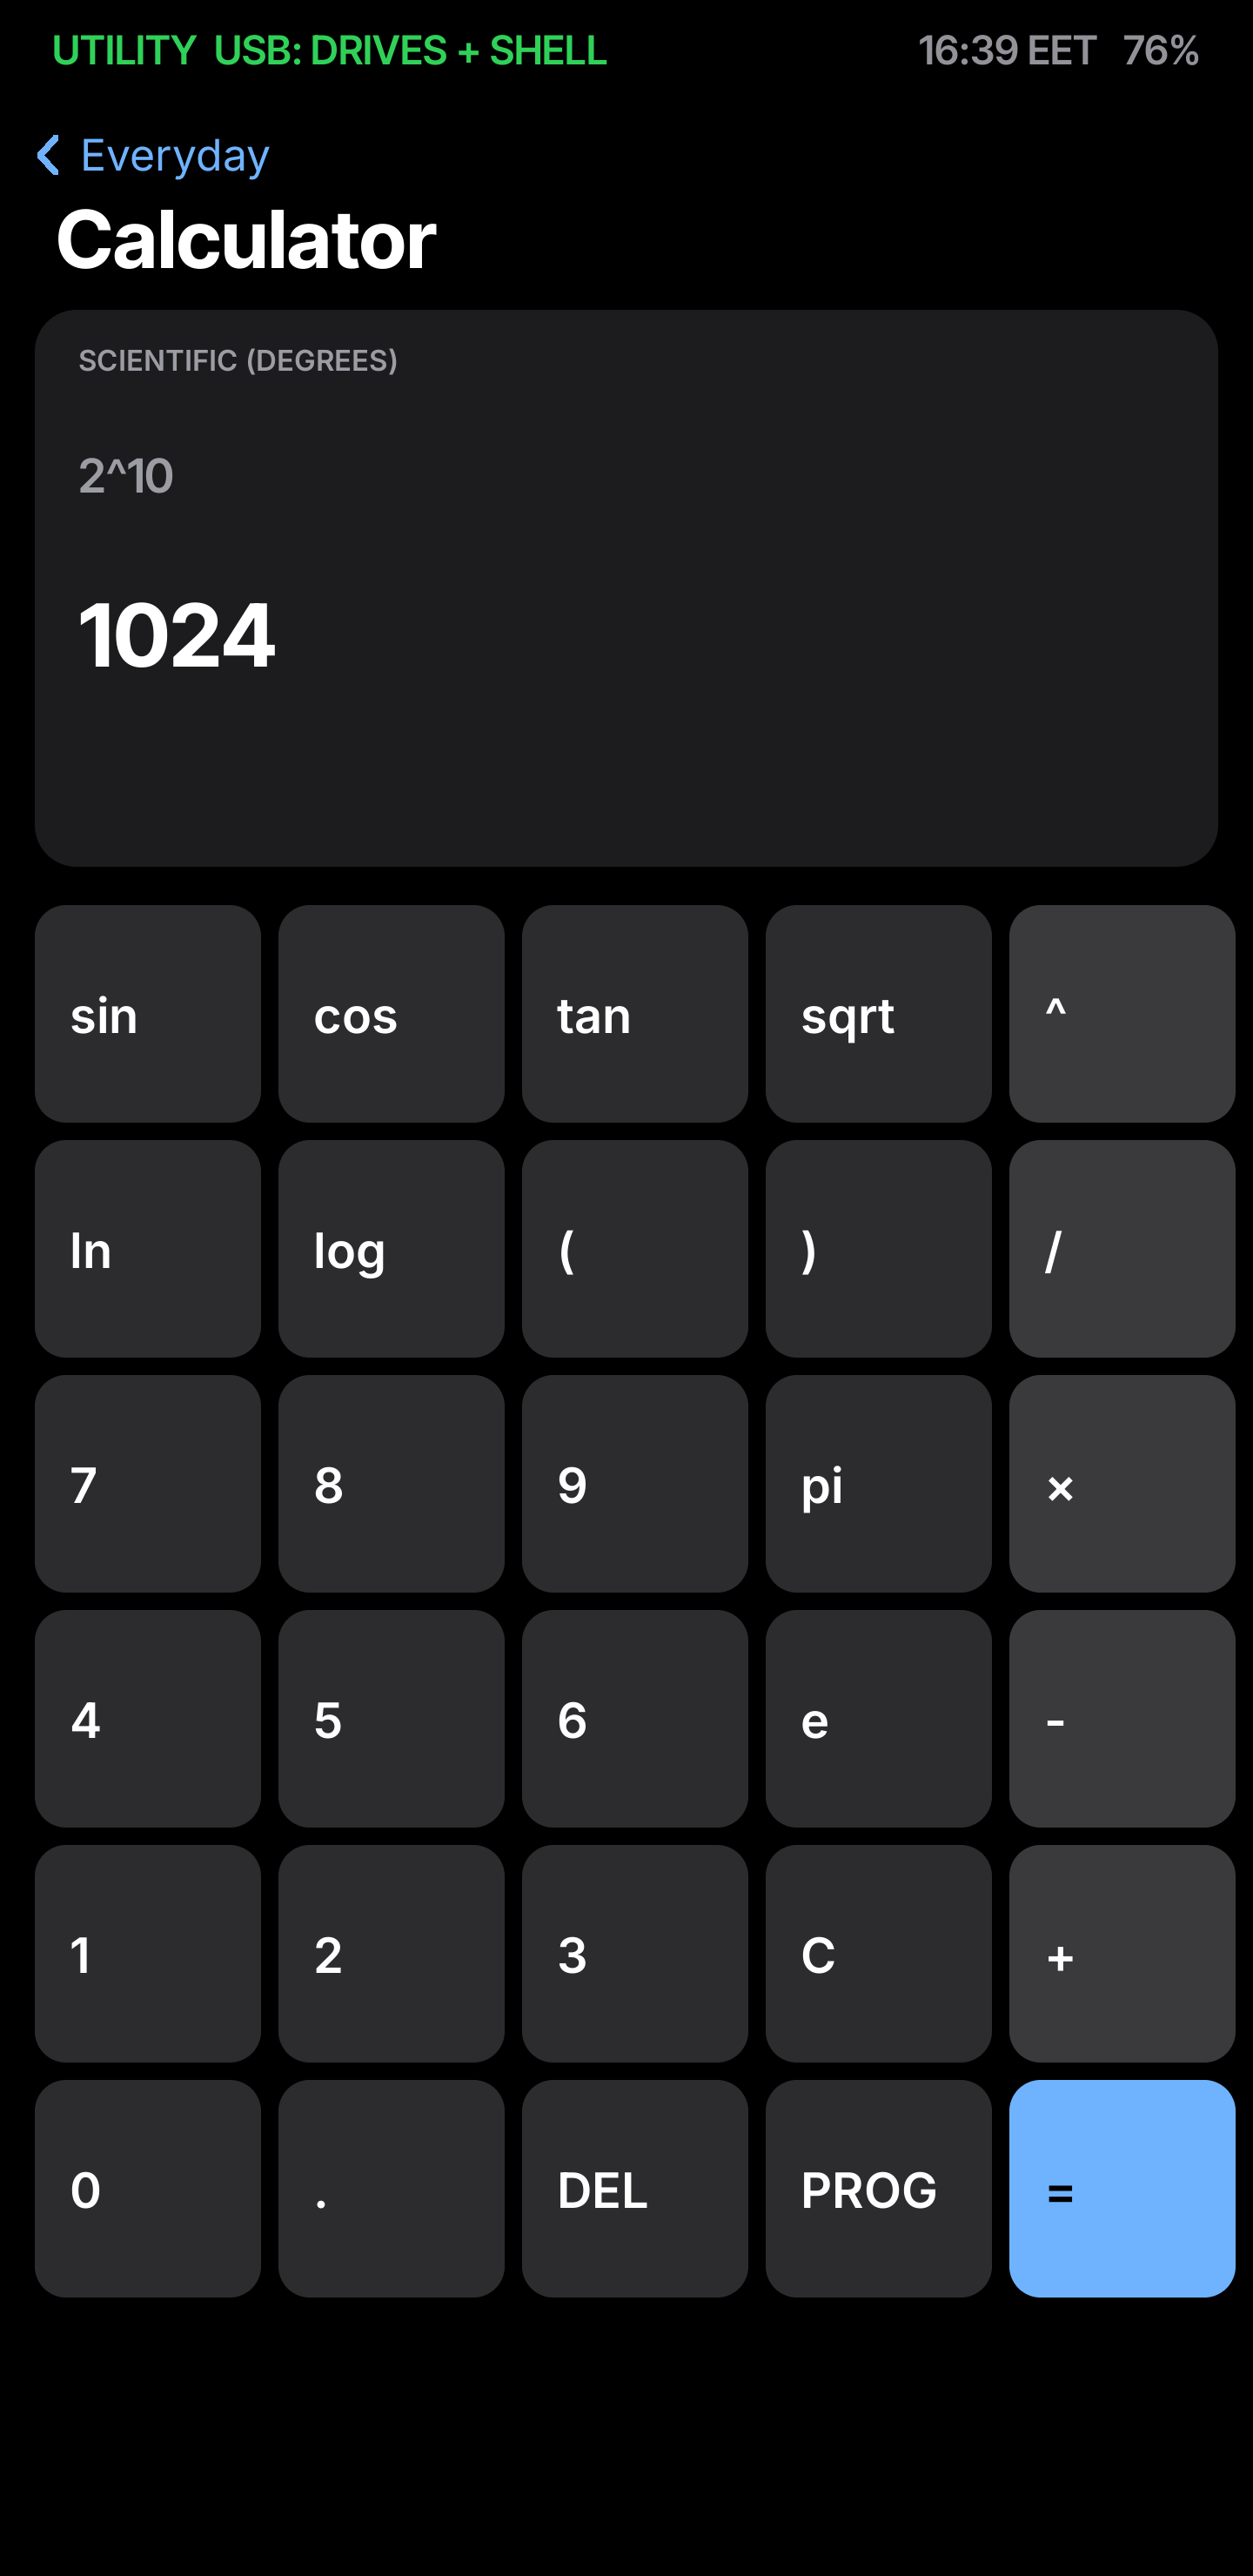 UTILITY USB: DRIVES + SHELL 16:39 EET 76%
Everyday
Calculator
SCIENTIFIC (DEGREES)
2^10
1024
sin cos tan sqrt ^
ln log ( ) /
7 8 9 pi ×
4 5 6 e -
1 2 3 C +
0 . DEL PROG =